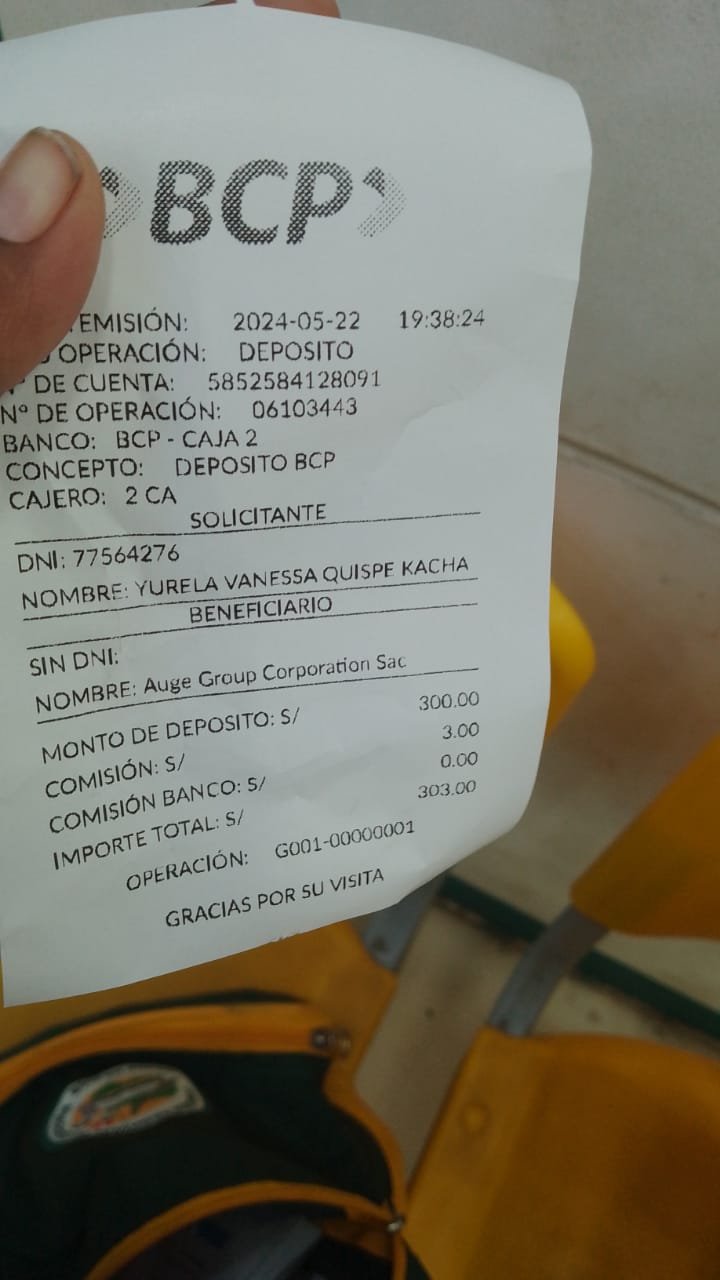 BCP
EMISIÓN: 2024-05-22 19:38:24
OPERACIÓN: DEPOSITO
DE CUENTA: 5852584128091
Nº DE OPERACIÓN: 06103443
BANCO: BCP - CAJA 2
CONCEPTO: DEPOSITO BCP
CAJERO: 2 CA
SOLICITANTE
DNI: 77564276
NOMBRE: YURELA VANESSA QUISPE KACHA
BENEFICIARIO
SIN DNI:
NOMBRE: Auge Group Corporation Sac
MONTO DE DEPOSITO: S/ 300.00
COMISIÓN: S/ 3.00
COMISIÓN BANCO: S/ 0.00
IMPORTE TOTAL: S/ 303.00
OPERACIÓN: G001-00000001
GRACIAS POR SU VISITA